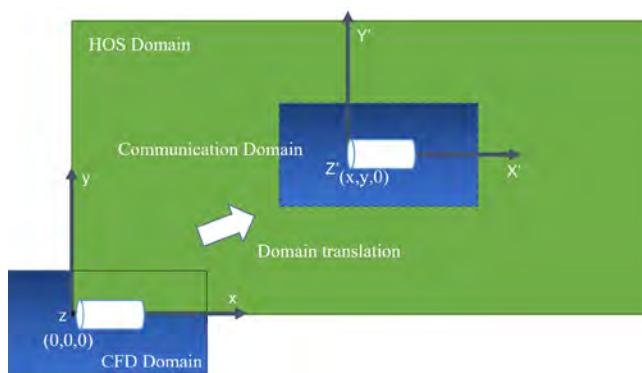 HOS Domain
Y'
Communication Domain
Z'
(x,y,0)
X'
y
Domain translation
x
z
(0,0,0)
CFD Domain